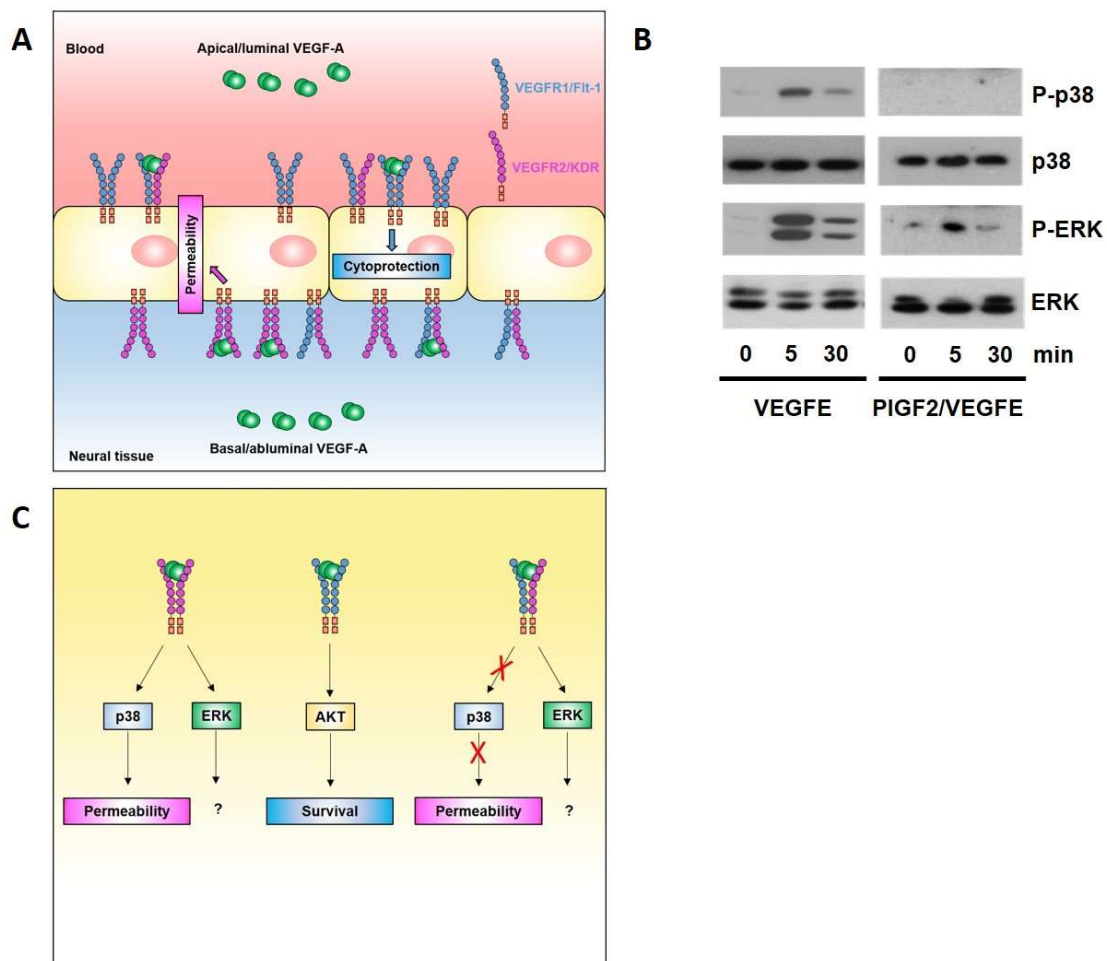 A
Blood
Apical/luminal VEGF-A
VEGFR1/Flt-1
VEGFR2/KDR
Permeability
Cytoprotection
Basal/abluminal VEGF-A
Neural tissue
B
P-p38
p38
P-ERK
ERK
0 5 30 0 5 30 min
VEGFE PIGF2/VEGFE
C
p38 ERK AKT p38 ERK
Permeability ? Survival Permeability ?